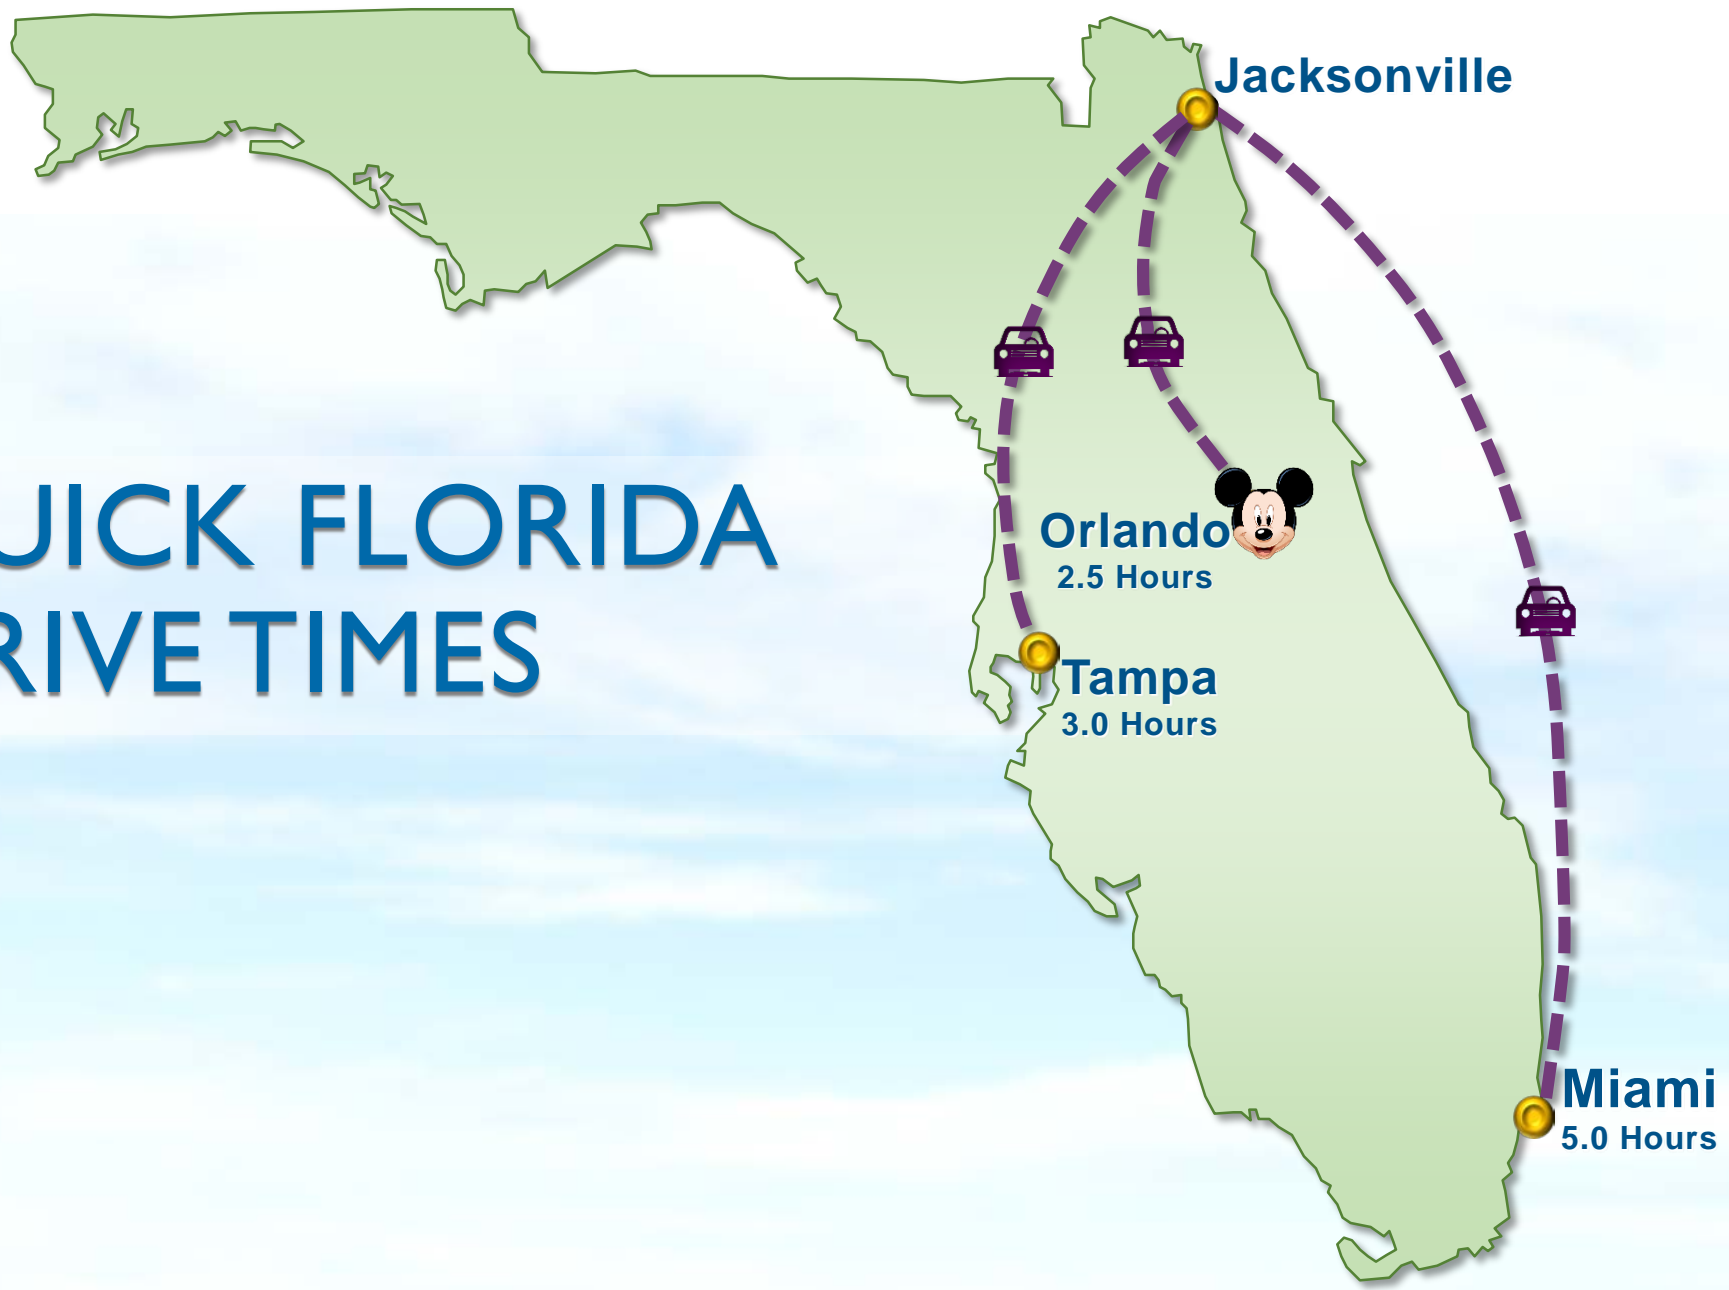 Jacksonville
UICK FLORIDA
RIVE TIMES
Orlando
2.5 Hours
Tampa
3.0 Hours
Miami
5.0 Hours